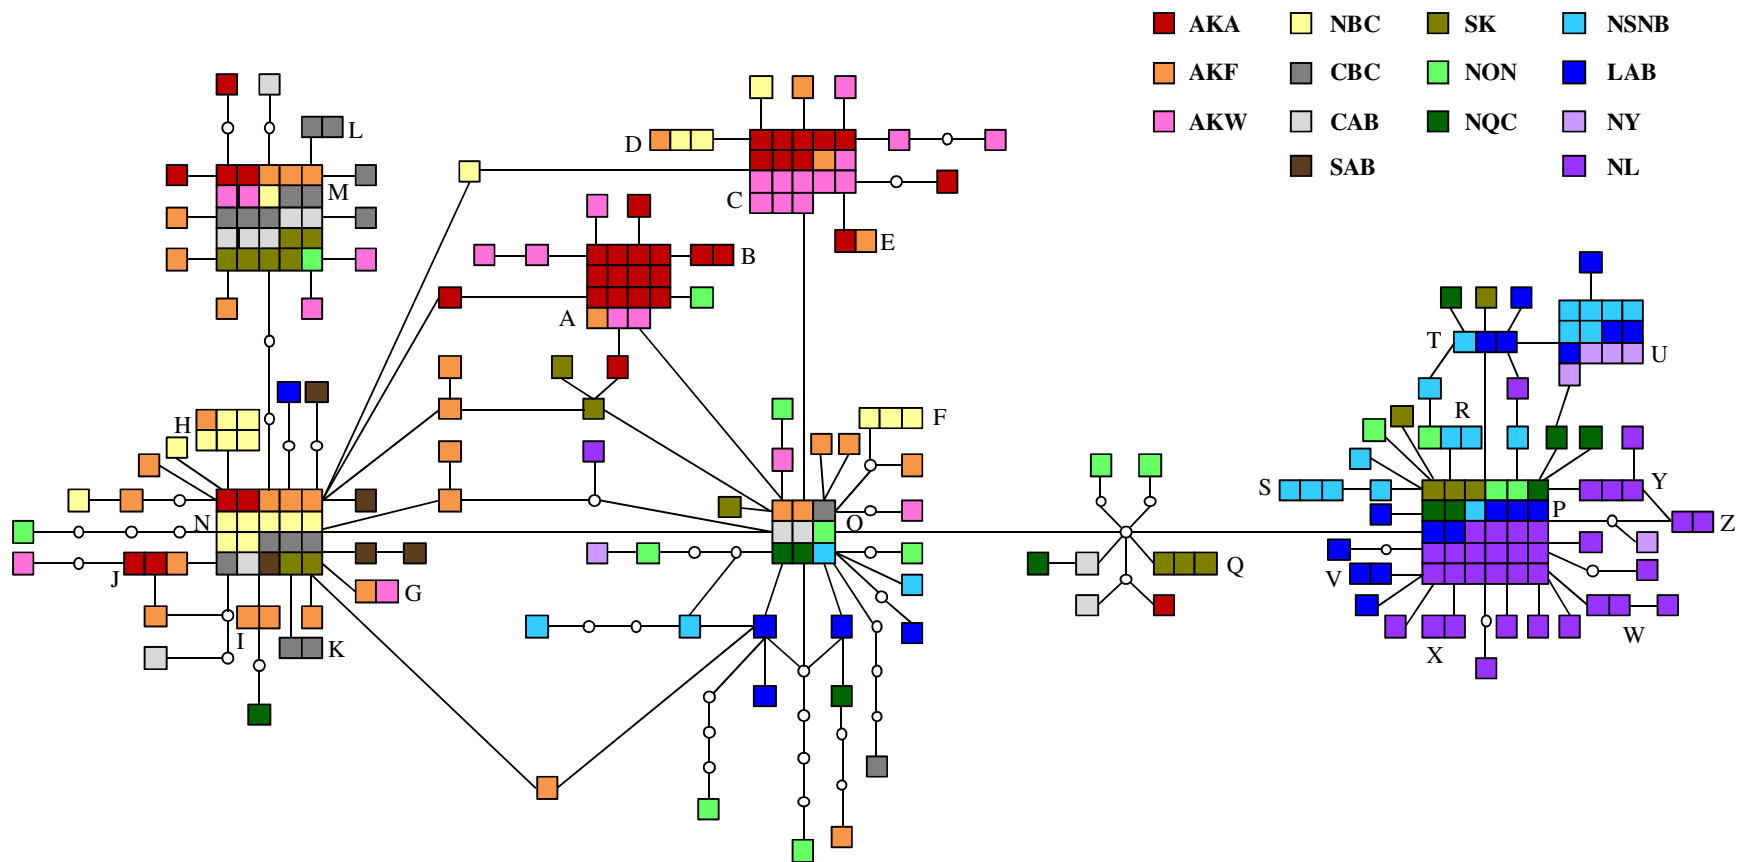 AKA NBC SK NSNB
AKF CBC NON LAB
AKW CAB NQC NY
SAB NL
L
D
M
C
E
B
A
T
U
H
F
R
S
Y
N
O
P
Z
J
Q
V
G
I
K
W
X